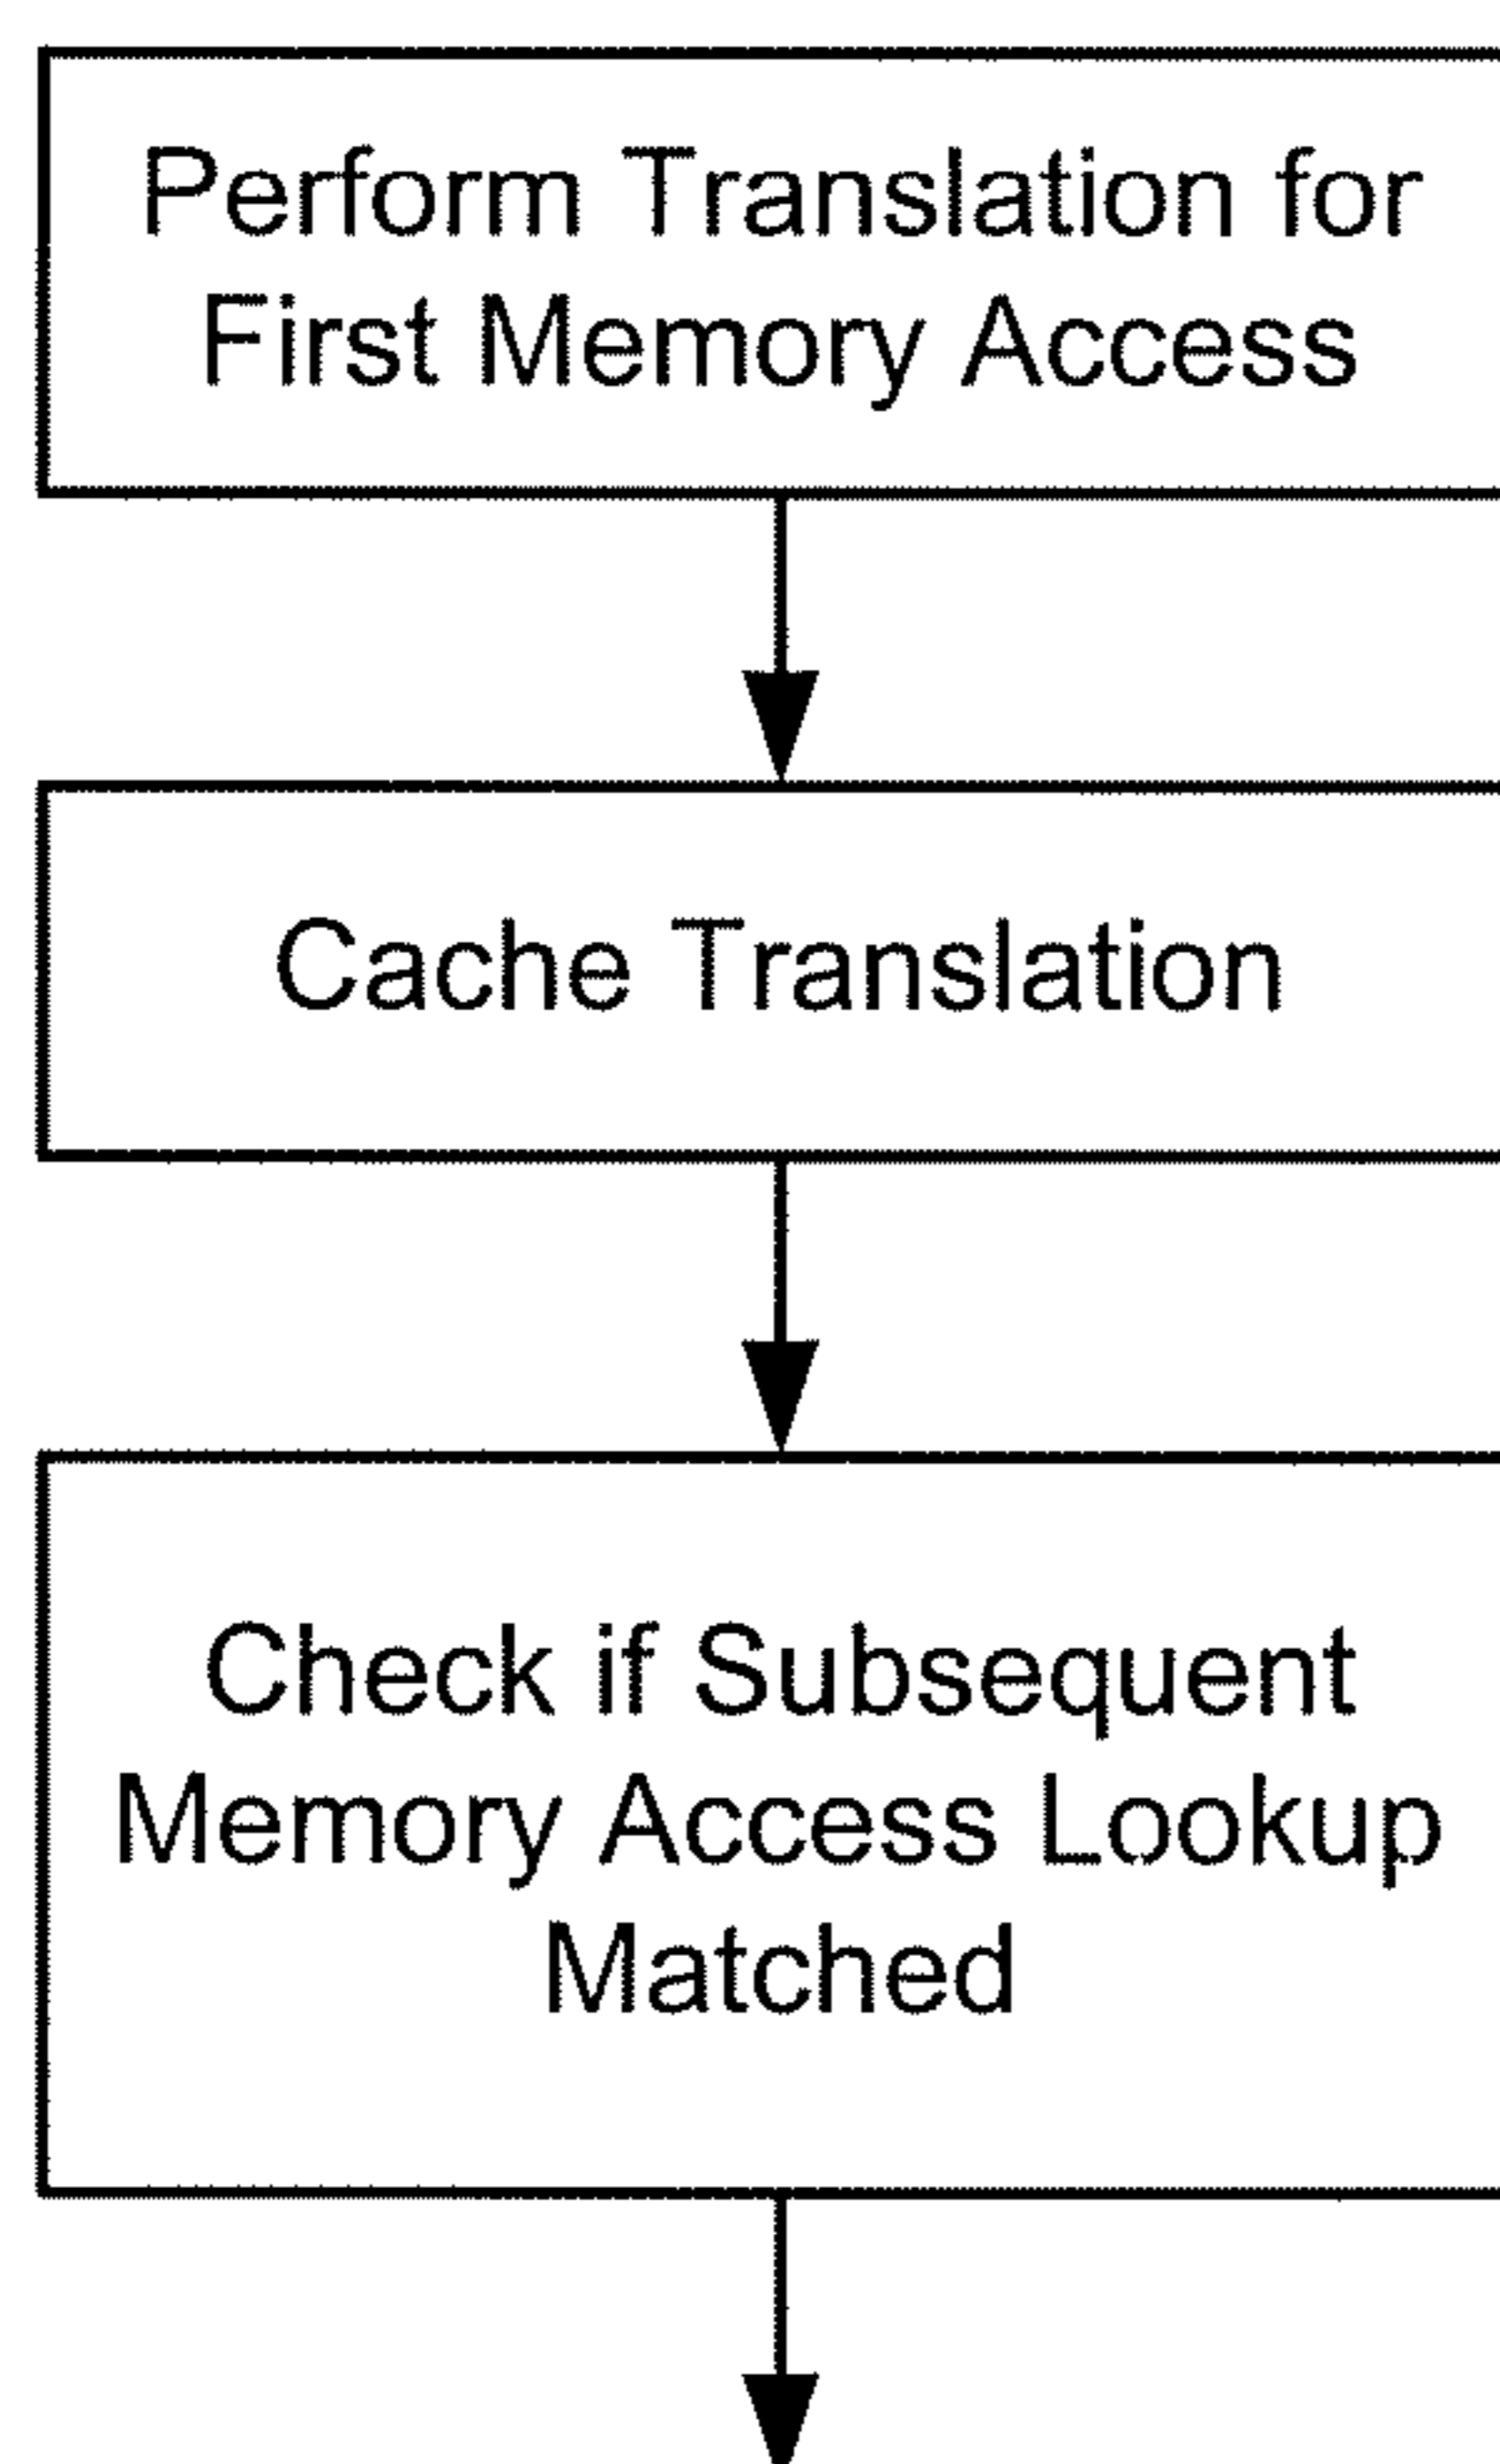 Perform Translation for
First Memory Access
Cache Translation
Check if Subsequent
Memory Access Lookup
Matched